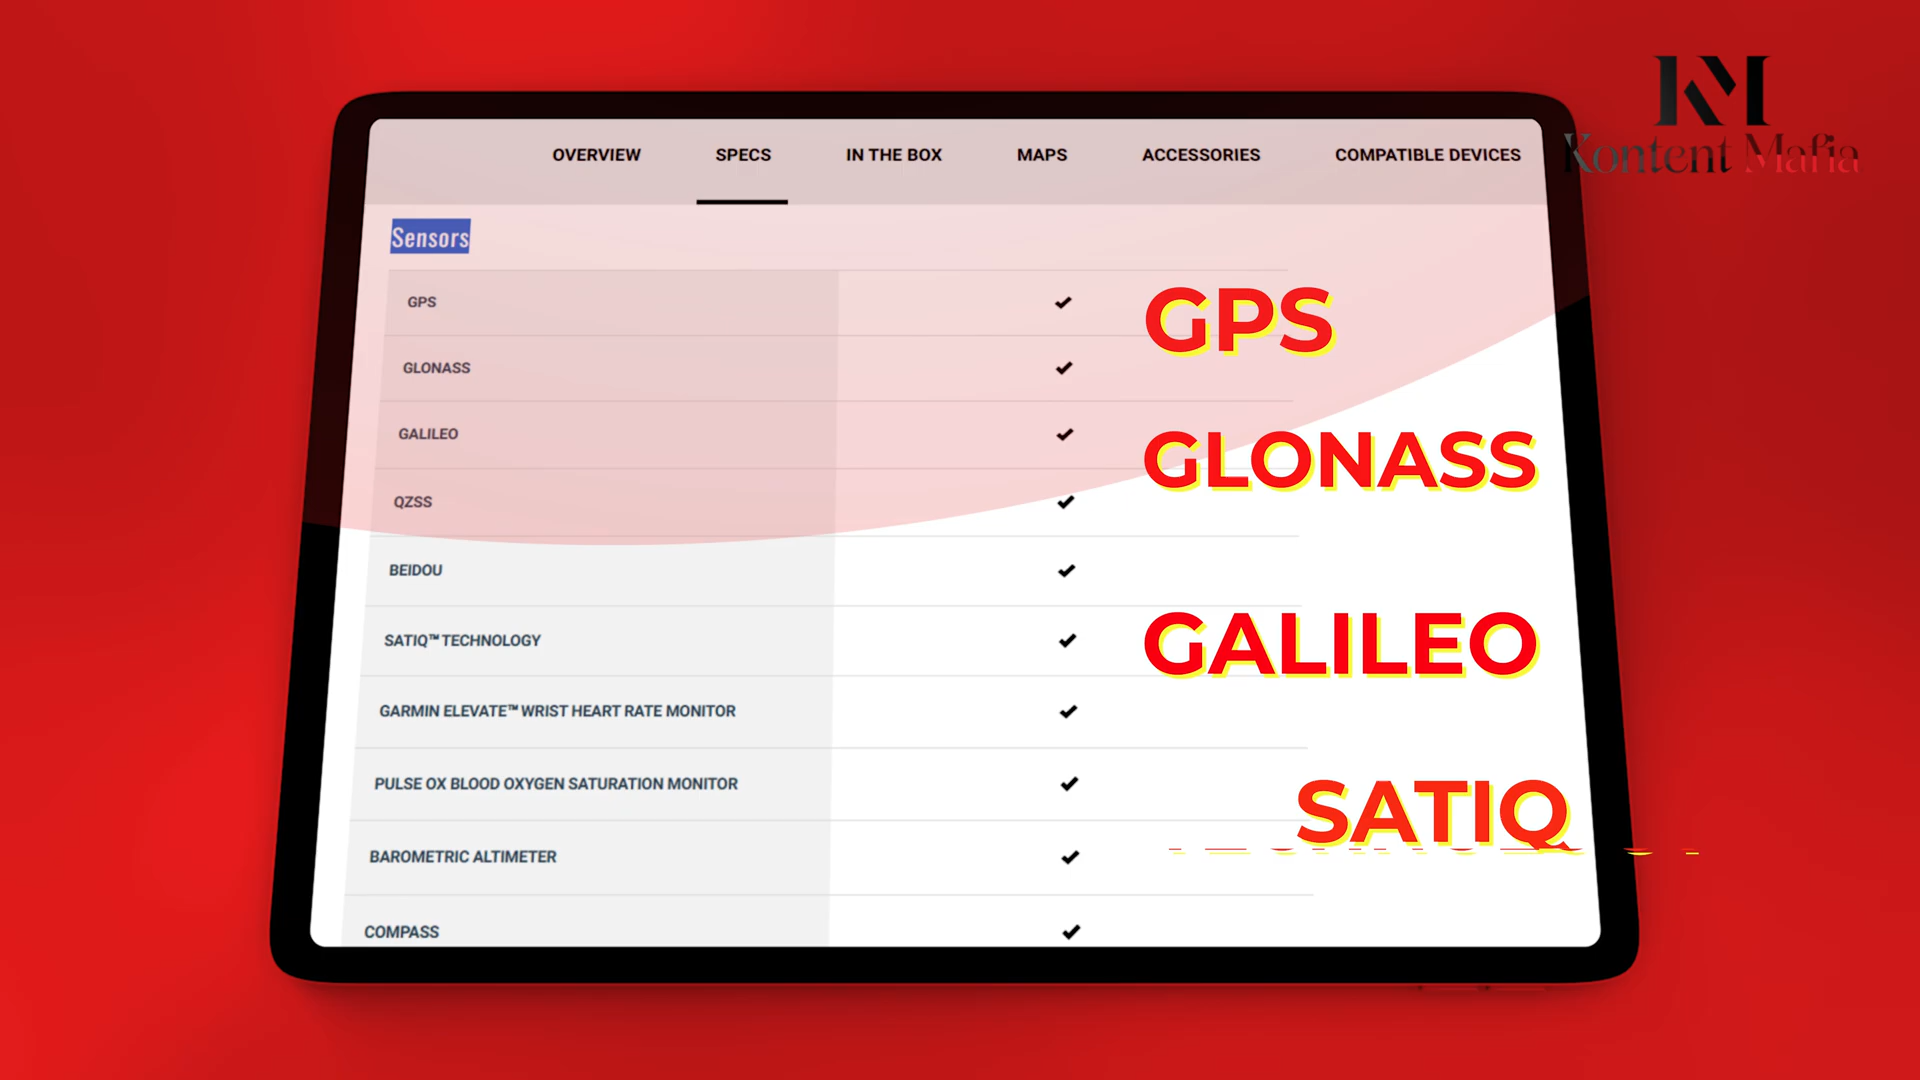 KM
Kontent Mafia
OVERVIEW SPECS IN THE BOX MAPS ACCESSORIES COMPATIBLE DEVICES
Sensors
GPS
GLONASS
GALILEO
QZSS
BEIDOU
SATIQ™ TECHNOLOGY
GARMIN ELEVATE™ WRIST HEART RATE MONITOR
PULSE OX BLOOD OXYGEN SATURATION MONITOR
BAROMETRIC ALTIMETER
COMPASS
GPS
GLONASS
GALILEO
SATIQ